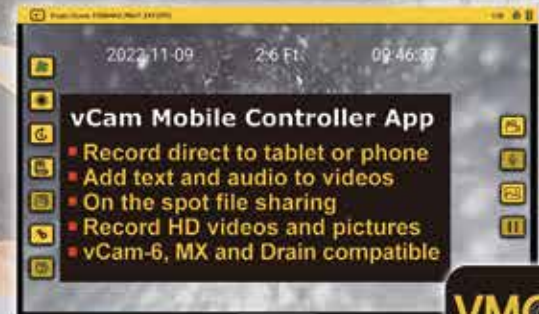 2022-11-09 2.6 Ft. 09:46:37
vCam Mobile Controller App
Record direct to tablet or phone
Add text and audio to videos
On the spot file sharing
Record HD videos and pictures
vCam-6, MX and Drain compatible